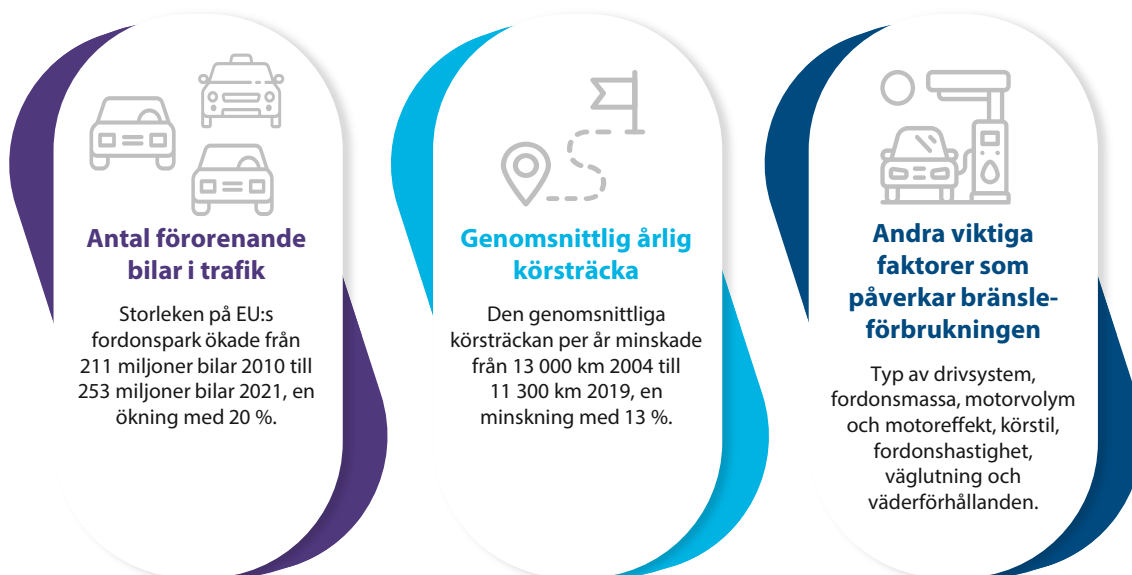 Antal förorenande
bilar i trafik
Storleken på EU:s
fordonspark ökade från
211 miljoner bilar 2010 till
253 miljoner bilar 2021, en
ökning med 20 %.
Genomsnittlig årlig
körsträcka
Den genomsnittliga
körsträckan per år minskade
från 13 000 km 2004 till
11 300 km 2019, en
minskning med 13 %.
Andra viktiga
faktorer som
påverkar bränsle-
förbrukningen
Typ av drivsystem,
fordonsmassa, motorvolym
och motoreffekt, körstil,
fordonshastighet,
väglutning och
väderförhållanden.